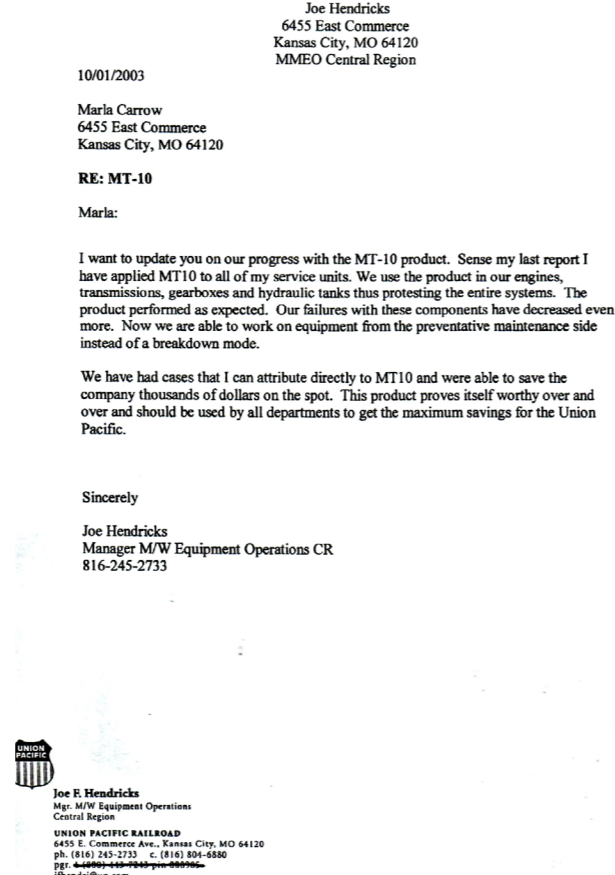 Joe Hendricks
6455 East Commerce
Kansas City, MO 64120
MMEO Central Region
10/01/2003
Marla Carrow
6455 East Commerce
Kansas City, MO 64120
RE: MT-10
Marla:
I want to update you on our progress with the MT-10 product. Sense my last report I
have applied MT10 to all of my service units. We use the product in our engines,
transmissions, gearboxes and hydraulic tanks thus protesting the entire systems. The
product performed as expected. Our failures with these components have decreased even
more. Now we are able to work on equipment from the preventative maintenance side
instead of a breakdown mode.
We have had cases that I can attribute directly to MT10 and were able to save the
company thousands of dollars on the spot. This product proves itself worthy over and
over and should be used by all departments to get the maximum savings for the Union
Pacific.
Sincerely
Joe Hendricks
Manager M/W Equipment Operations CR
816-245-2733
UNION
PACIFIC
Joe F. Hendricks
Mgr. M/W Equipment Operations
Central Region
UNION PACIFIC RAILROAD
6455 E. Commerce Ave., Kansas City, MO 64120
ph. (816) 245-2733 c. (816) 804-6880
pgr.